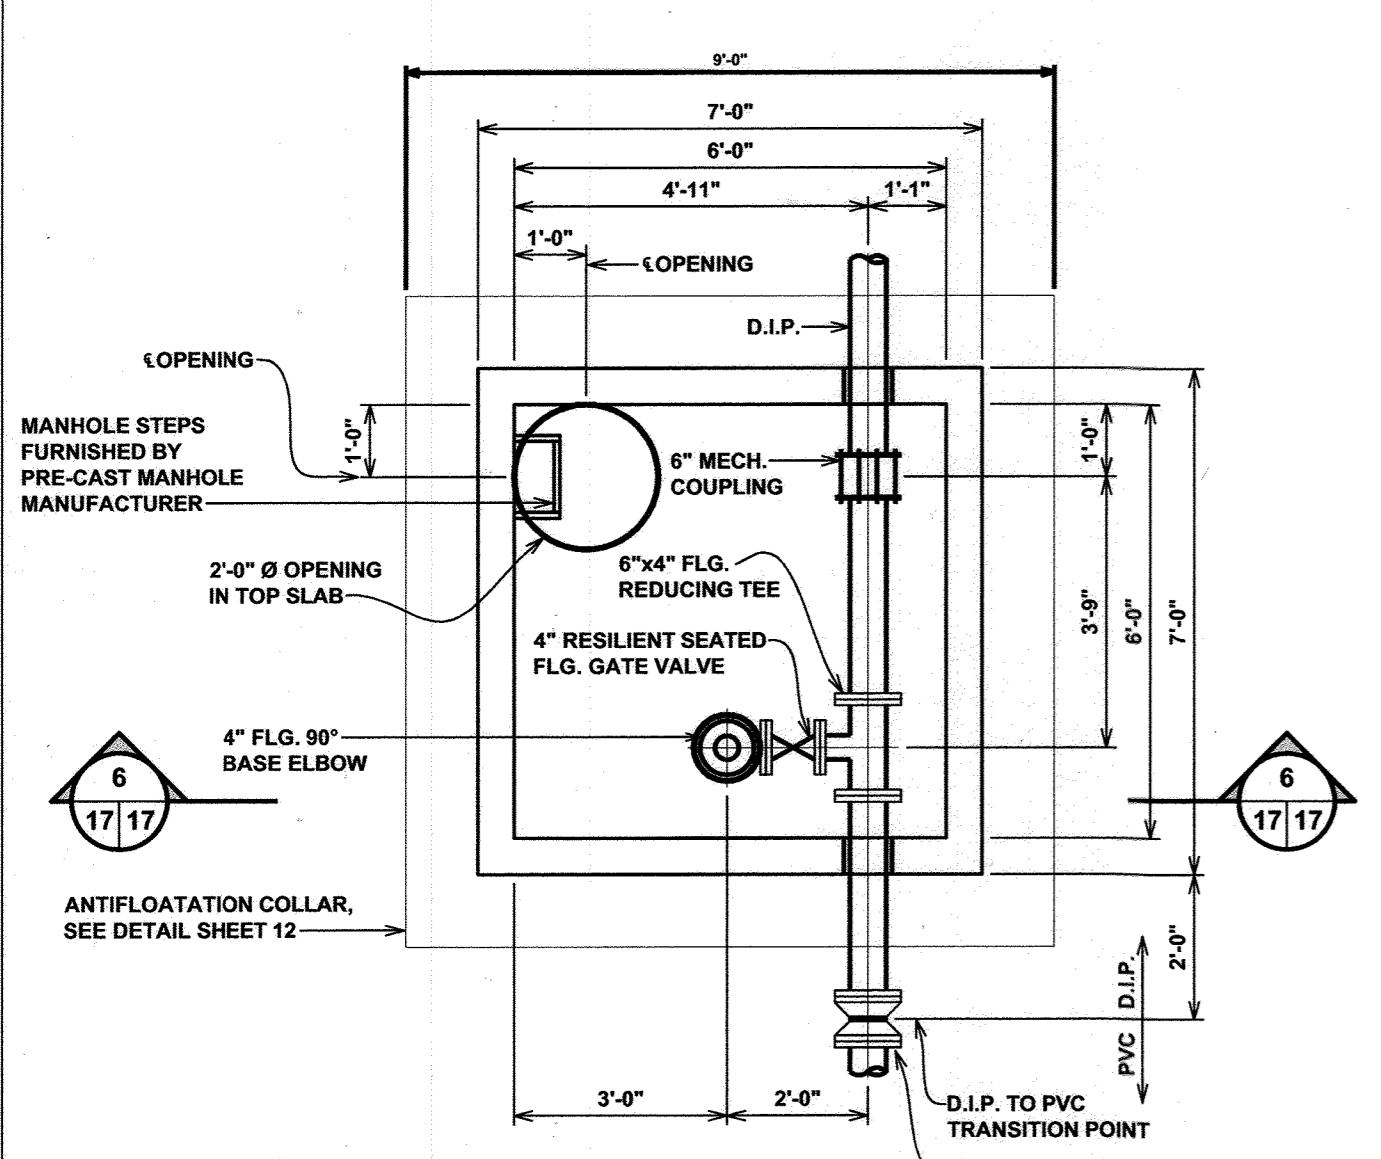 9'-0"
7'-0"
6'-0"
4'-11"
1'-1"
1'-0"
℄ OPENING
D.I.P.
℄ OPENING
1'-0"
1'-0"
MANHOLE STEPS
FURNISHED BY
PRE-CAST MANHOLE
MANUFACTURER
6" MECH.
COUPLING
2'-0" Ø OPENING
IN TOP SLAB
6"x4" FLG.
REDUCING TEE
3'-9"
6'-0"
7'-0"
4" RESILIENT SEATED
FLG. GATE VALVE
4" FLG. 90°
BASE ELBOW
6
17 17
6
17 17
ANTIFLOATATION COLLAR,
SEE DETAIL SHEET 12
2'-0"
D.I.P.
PVC
3'-0"
2'-0"
D.I.P. TO PVC
TRANSITION POINT